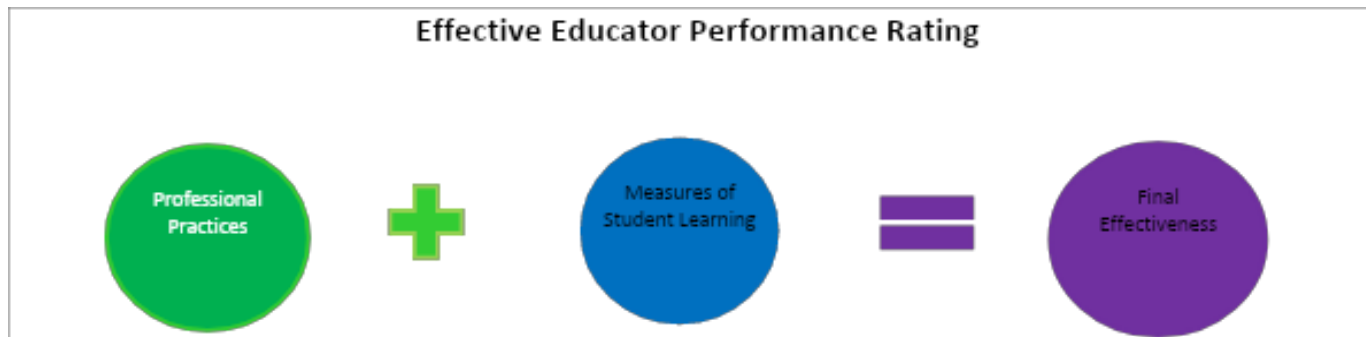 Effective Educator Performance Rating
Professional
Practices
Measures of
Student Learning
Final
Effectiveness